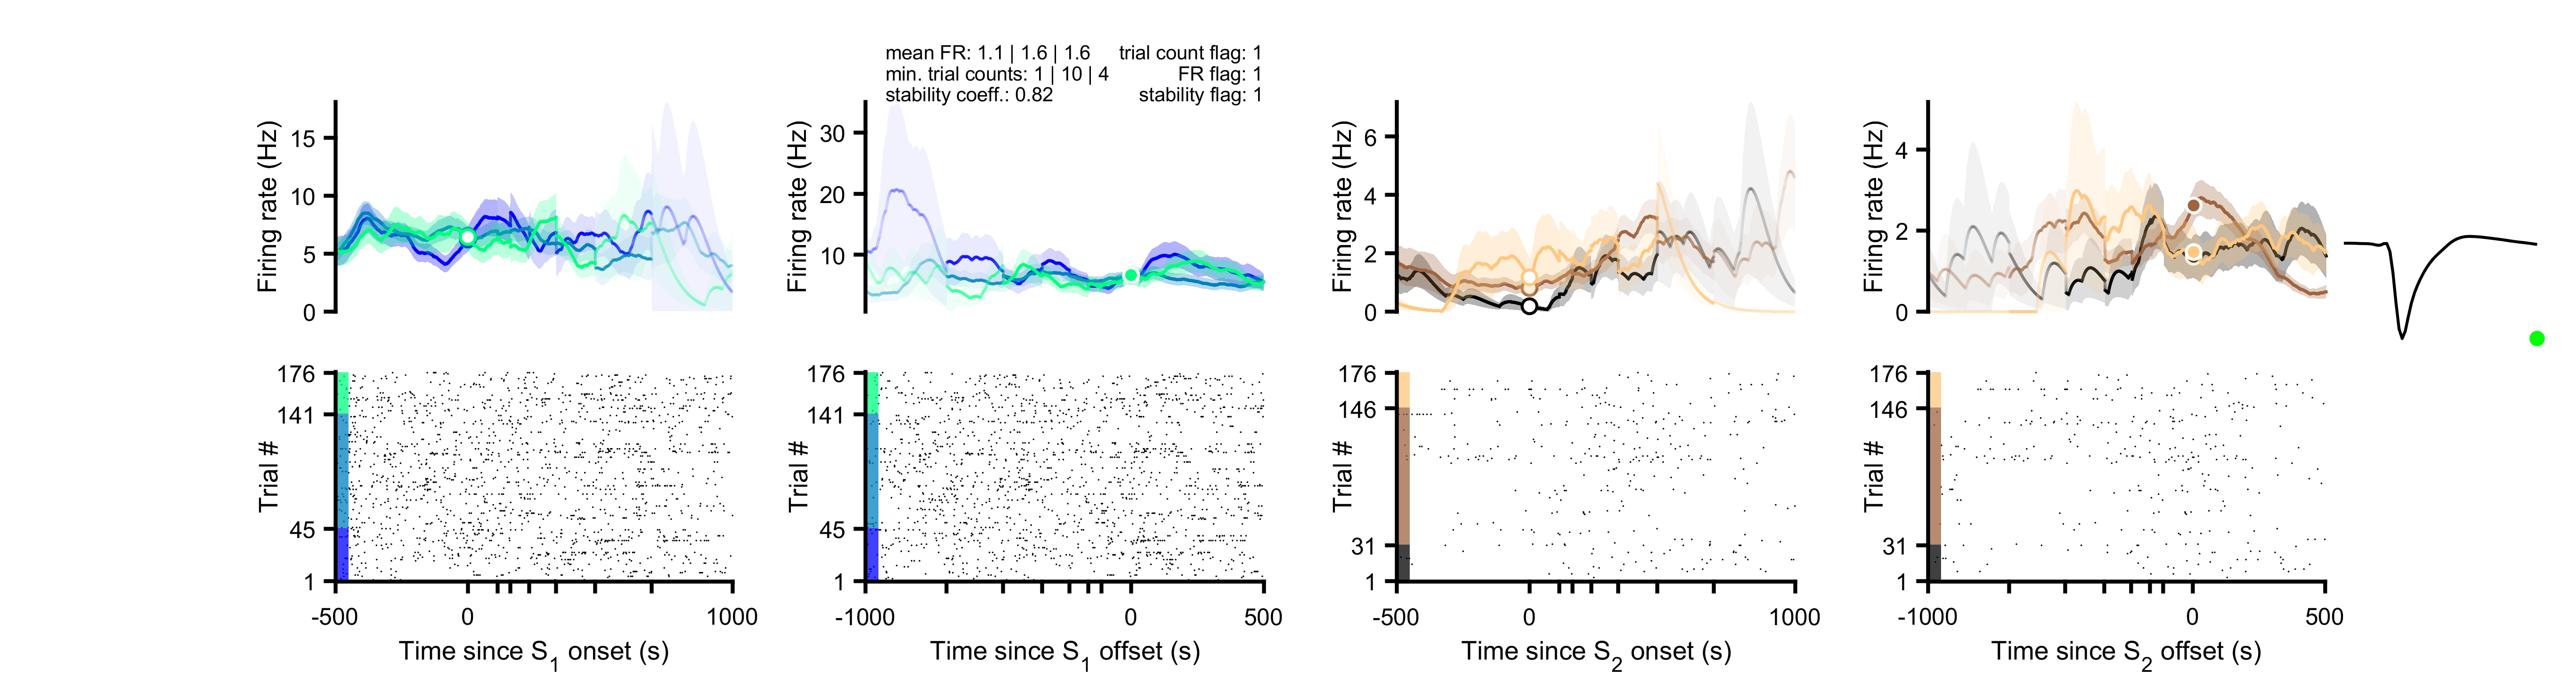 mean FR: 1.1 | 1.6 | 1.6 trial count flag: 1
min. trial counts: 1 | 10 | 4 FR flag: 1
stability coeff.: 0.82 stability flag: 1
Firing rate (Hz)
15
10
5
0
Firing rate (Hz)
30
20
10
Firing rate (Hz)
6
4
2
0
Firing rate (Hz)
4
2
0
Trial #
176
141
45
1
-500 0 1000
Time since S1 onset (s)
Trial #
176
141
45
1
-1000 0 500
Time since S1 offset (s)
Trial #
176
146
31
1
-500 0 1000
Time since S2 onset (s)
Trial #
176
146
31
1
-1000 0 500
Time since S2 offset (s)